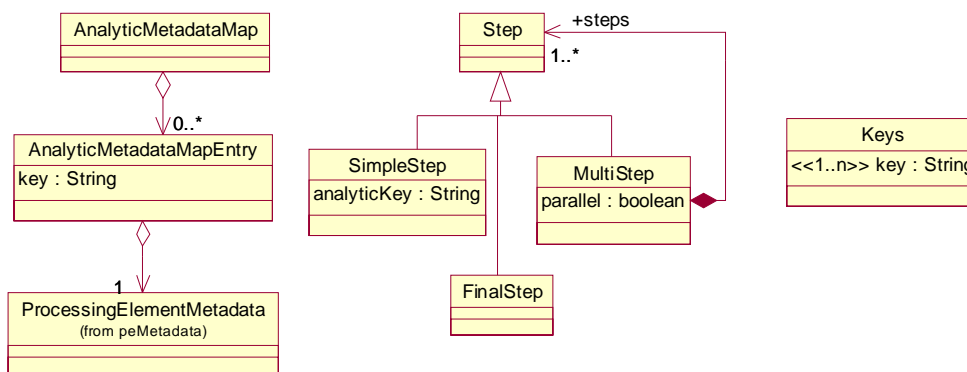 AnalyticMetadataMap
0..*
AnalyticMetadataMapEntry
key : String
1
ProcessingElementMetadata
(from peMetadata)
Step
+steps
1..*
SimpleStep
analyticKey : String
MultiStep
parallel : boolean
FinalStep
Keys
<<1..n>> key : String